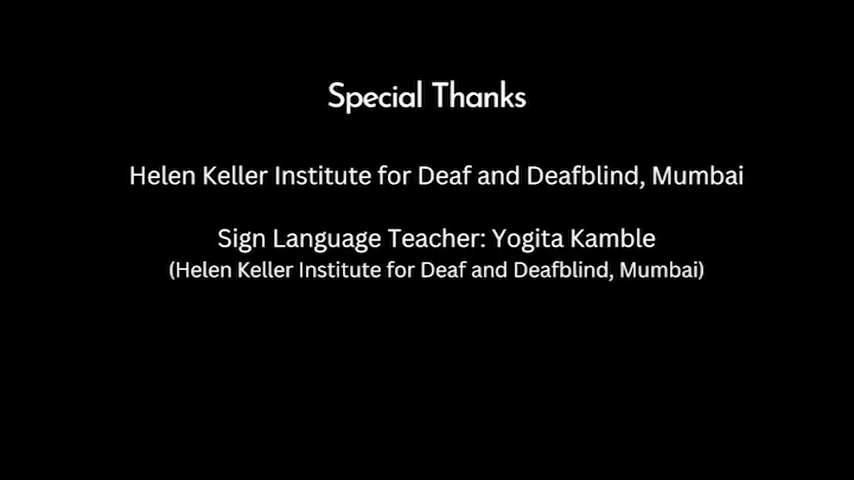 Special Thanks
Helen Keller Institute for Deaf and Deafblind, Mumbai
Sign Language Teacher: Yogita Kamble
(Helen Keller Institute for Deaf and Deafblind, Mumbai)